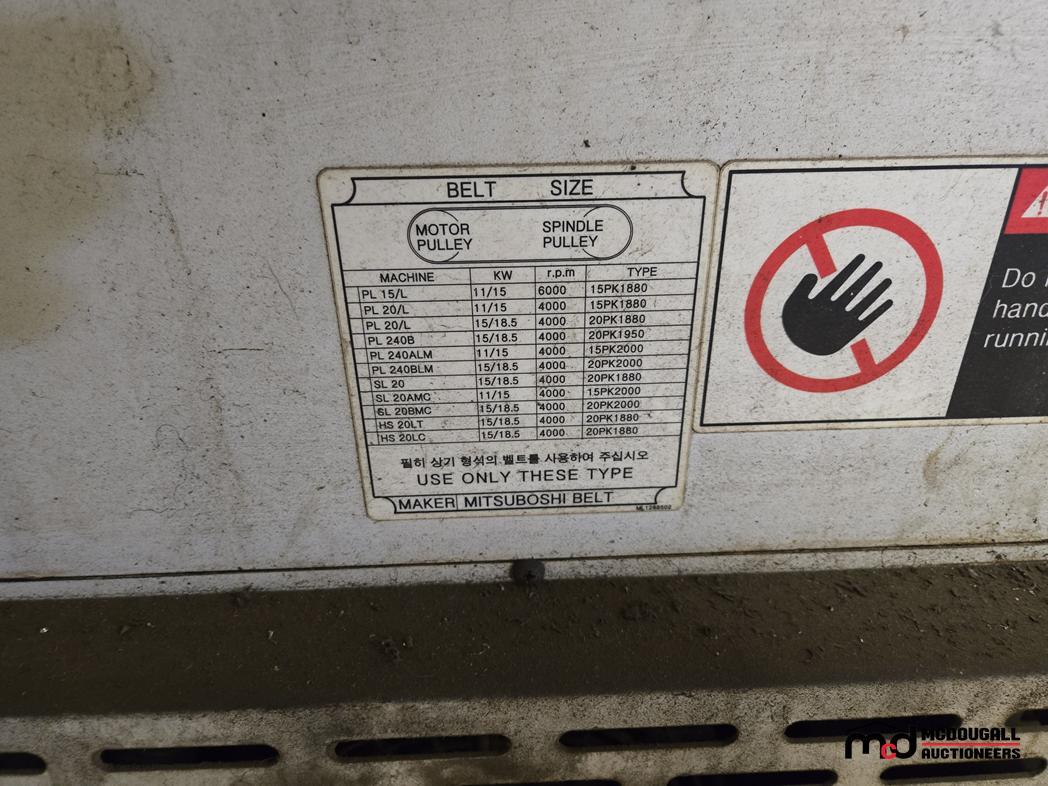 BELT SIZE
MOTOR PULLEY
SPINDLE PULLEY
MACHINE KW r.p.m TYPE
PL 15/L 11/15 6000 15PK1880
PL 20/L 11/15 4000 15PK1880
PL 20/L 15/18.5 4000 20PK1880
PL 240B 15/18.5 4000 20PK1950
PL 240ALM 11/15 4000 15PK2000
PL 240BLM 15/18.5 4000 20PK2000
SL 20 15/18.5 4000 20PK1880
SL 20AMC 11/15 4000 15PK2000
SL 20BMC 15/18.5 4000 20PK2000
HS 20LT 15/18.5 4000 20PK1880
HS 20LC 15/18.5 4000 20PK1880
필히 상기 형식의 벨트를 사용하여 주십시오
USE ONLY THESE TYPE
MAKER MITSUBOSHI BELT
Do
hand
runni
mcd MCDOUGALL
AUCTIONEERS